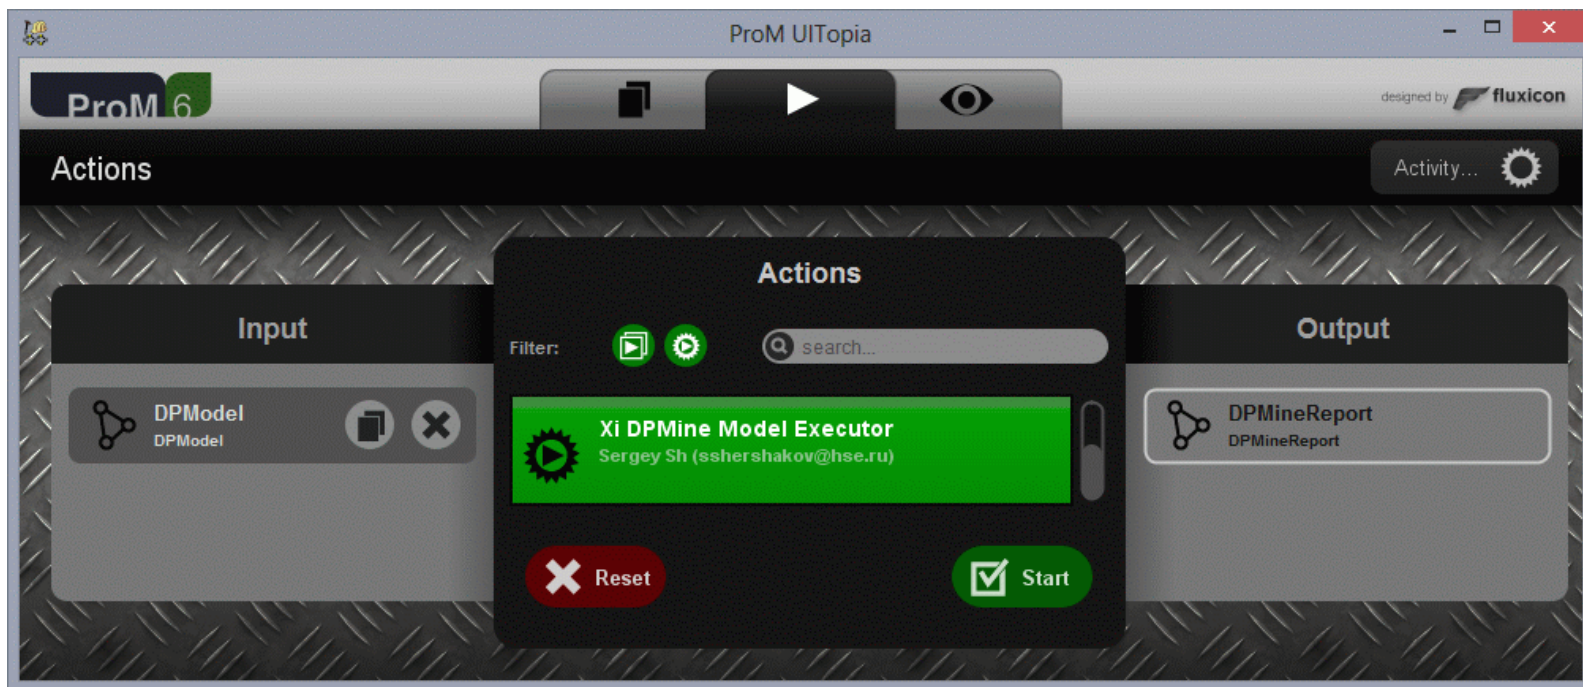 ProM UITopia
ProM 6
designed by fluxicon
Actions
Activity...
Actions
Input
Filter:
search...
Output
DPModel
DPModel
Xi DPMine Model Executor
Sergey Sh (sshershakov@hse.ru)
DPMineReport
DPMineReport
Reset
Start